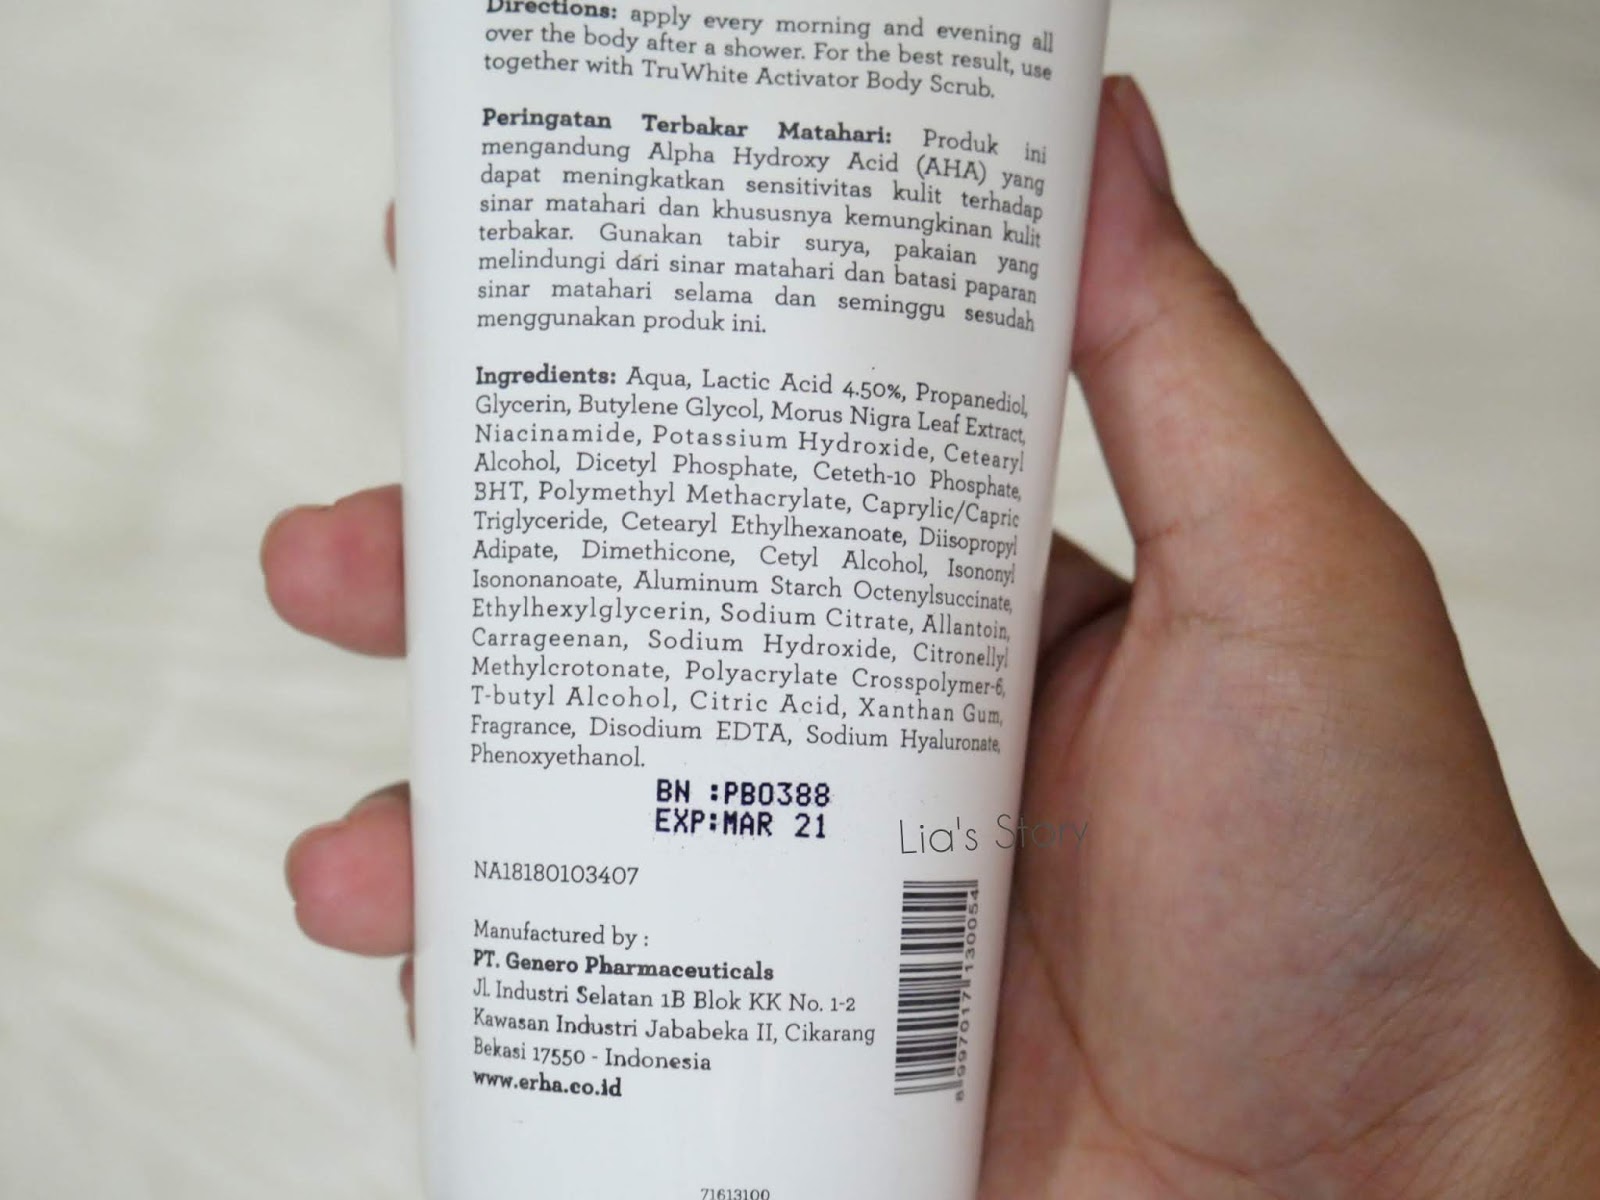 Directions: apply every morning and evening all
over the body after a shower. For the best result, use
together with TruWhite Activator Body Scrub.
Peringatan Terbakar Matahari: Produk ini
mengandung Alpha Hydroxy Acid (AHA) yang
dapat meningkatkan sensitivitas kulit terhadap
sinar matahari dan khususnya kemungkinan kulit
terbakar. Gunakan tabir surya, pakaian yang
melindungi dari sinar matahari dan batasi paparan
sinar matahari selama dan seminggu sesudah
menggunakan produk ini.
Ingredients: Aqua, Lactic Acid 4.50%, Propanediol,
Glycerin, Butylene Glycol, Morus Nigra Leaf Extract,
Niacinamide, Potassium Hydroxide, Cetearyl
Alcohol, Dicetyl Phosphate, Ceteth-10 Phosphate,
BHT, Polymethyl Methacrylate, Caprylic/Capric
Triglyceride, Cetearyl Ethylhexanoate, Diisopropyl
Adipate, Dimethicone, Cetyl Alcohol, Isononyl
Isononanoate, Aluminum Starch Octenylsuccinate,
Ethylhexylglycerin, Sodium Citrate, Allantoin,
Carrageenan, Sodium Hydroxide, Citronellyl
Methylcrotonate, Polyacrylate Crosspolymer-6,
T-butyl Alcohol, Citric Acid, Xanthan Gum,
Fragrance, Disodium EDTA, Sodium Hyaluronate,
Phenoxyethanol.
BN :PB0388
EXP:MAR 21
Lia's Story
NA18180103407
Manufactured by :
PT. Genero Pharmaceuticals
Jl. Industri Selatan 1B Blok KK No. 1-2
Kawasan Industri Jababeka II, Cikarang
Bekasi 17550 - Indonesia
www.erha.co.id
8 997017 130054
71613100